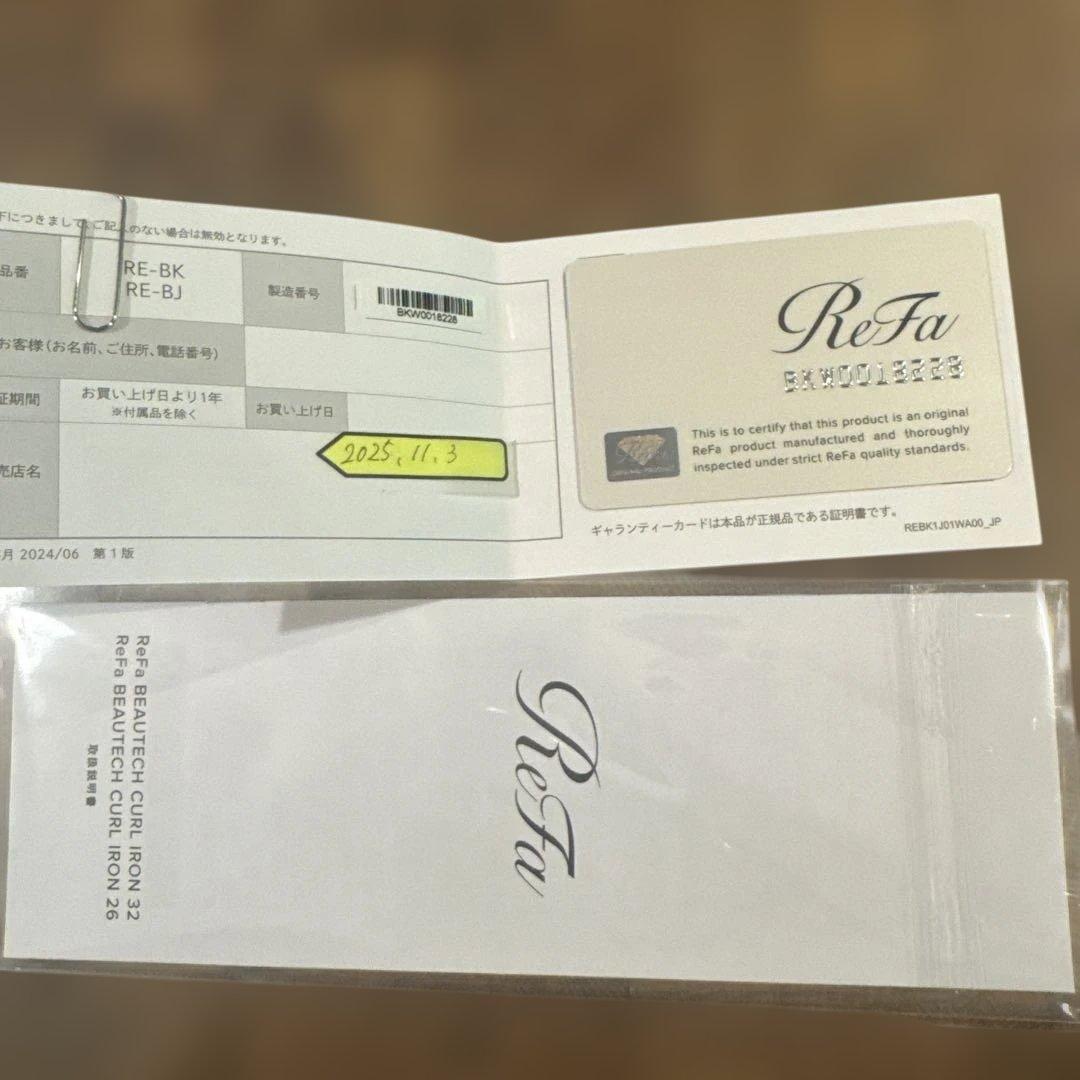 下につきまして、ご記入のない場合は無効となります。
品番
RE-BK
RE-BJ
製造番号
BKW0018228
お客様(お名前、ご住所、電話番号)
証期間
お買い上げ日より1年
※付属品を除く
お買い上げ日
2025.11.3
売店名
月 2024/06 第1版
ReFa
BKW0018228
This is to certify that this product is an original
ReFa product manufactured and thoroughly
inspected under strict ReFa quality standards.
ギャランティーカードは本品が正規品である証明書です。
REBK1J01WA00_JP
ReFa BEAUTECH CURL IRON 32
ReFa BEAUTECH CURL IRON 26
取扱説明書
ReFa